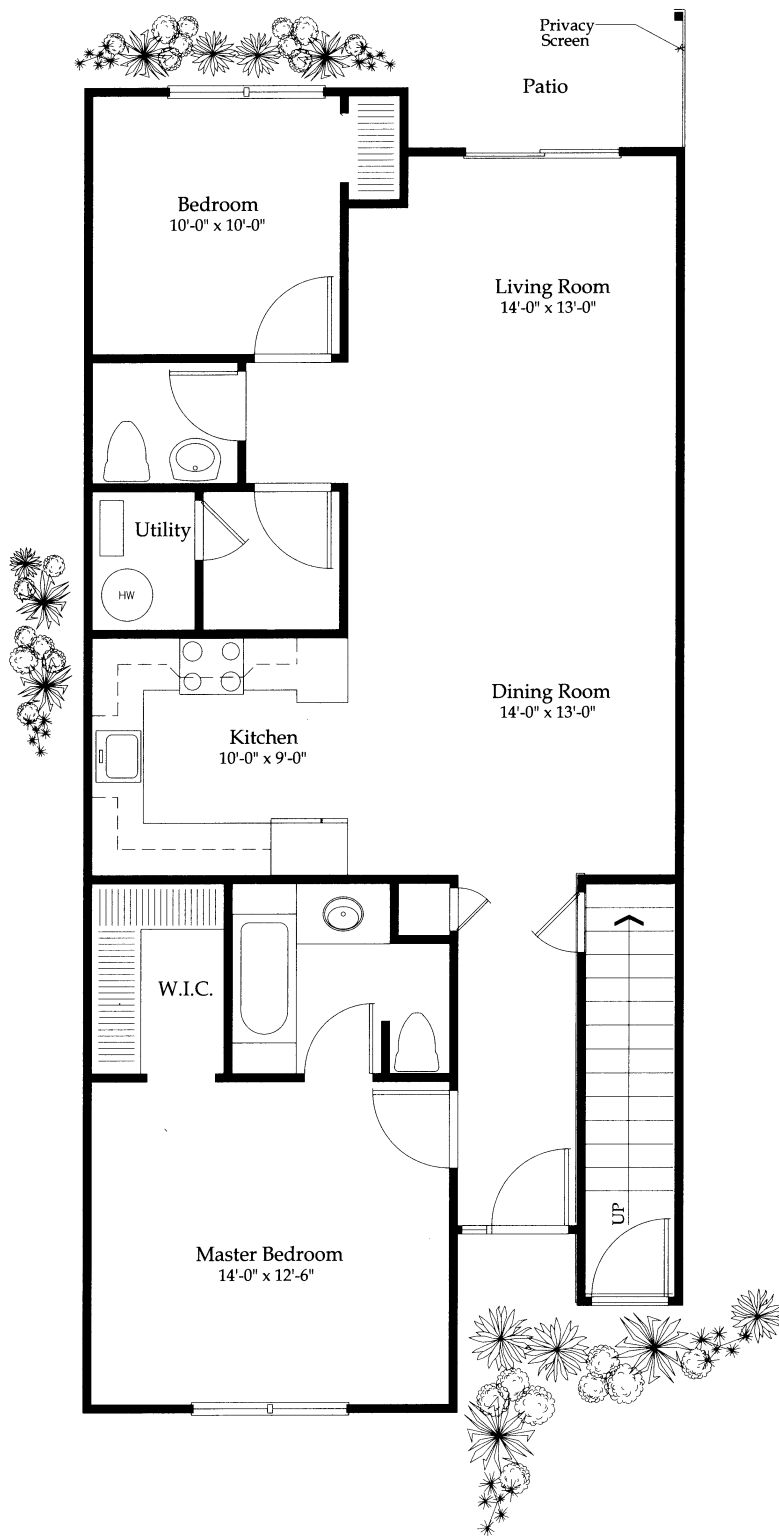 Privacy
Screen
Patio
Bedroom
10'-0" x 10'-0"
Living Room
14'-0" x 13'-0"
Utility
HW
Dining Room
14'-0" x 13'-0"
Kitchen
10'-0" x 9'-0"
W.I.C.
UP
Master Bedroom
14'-0" x 12'-6"